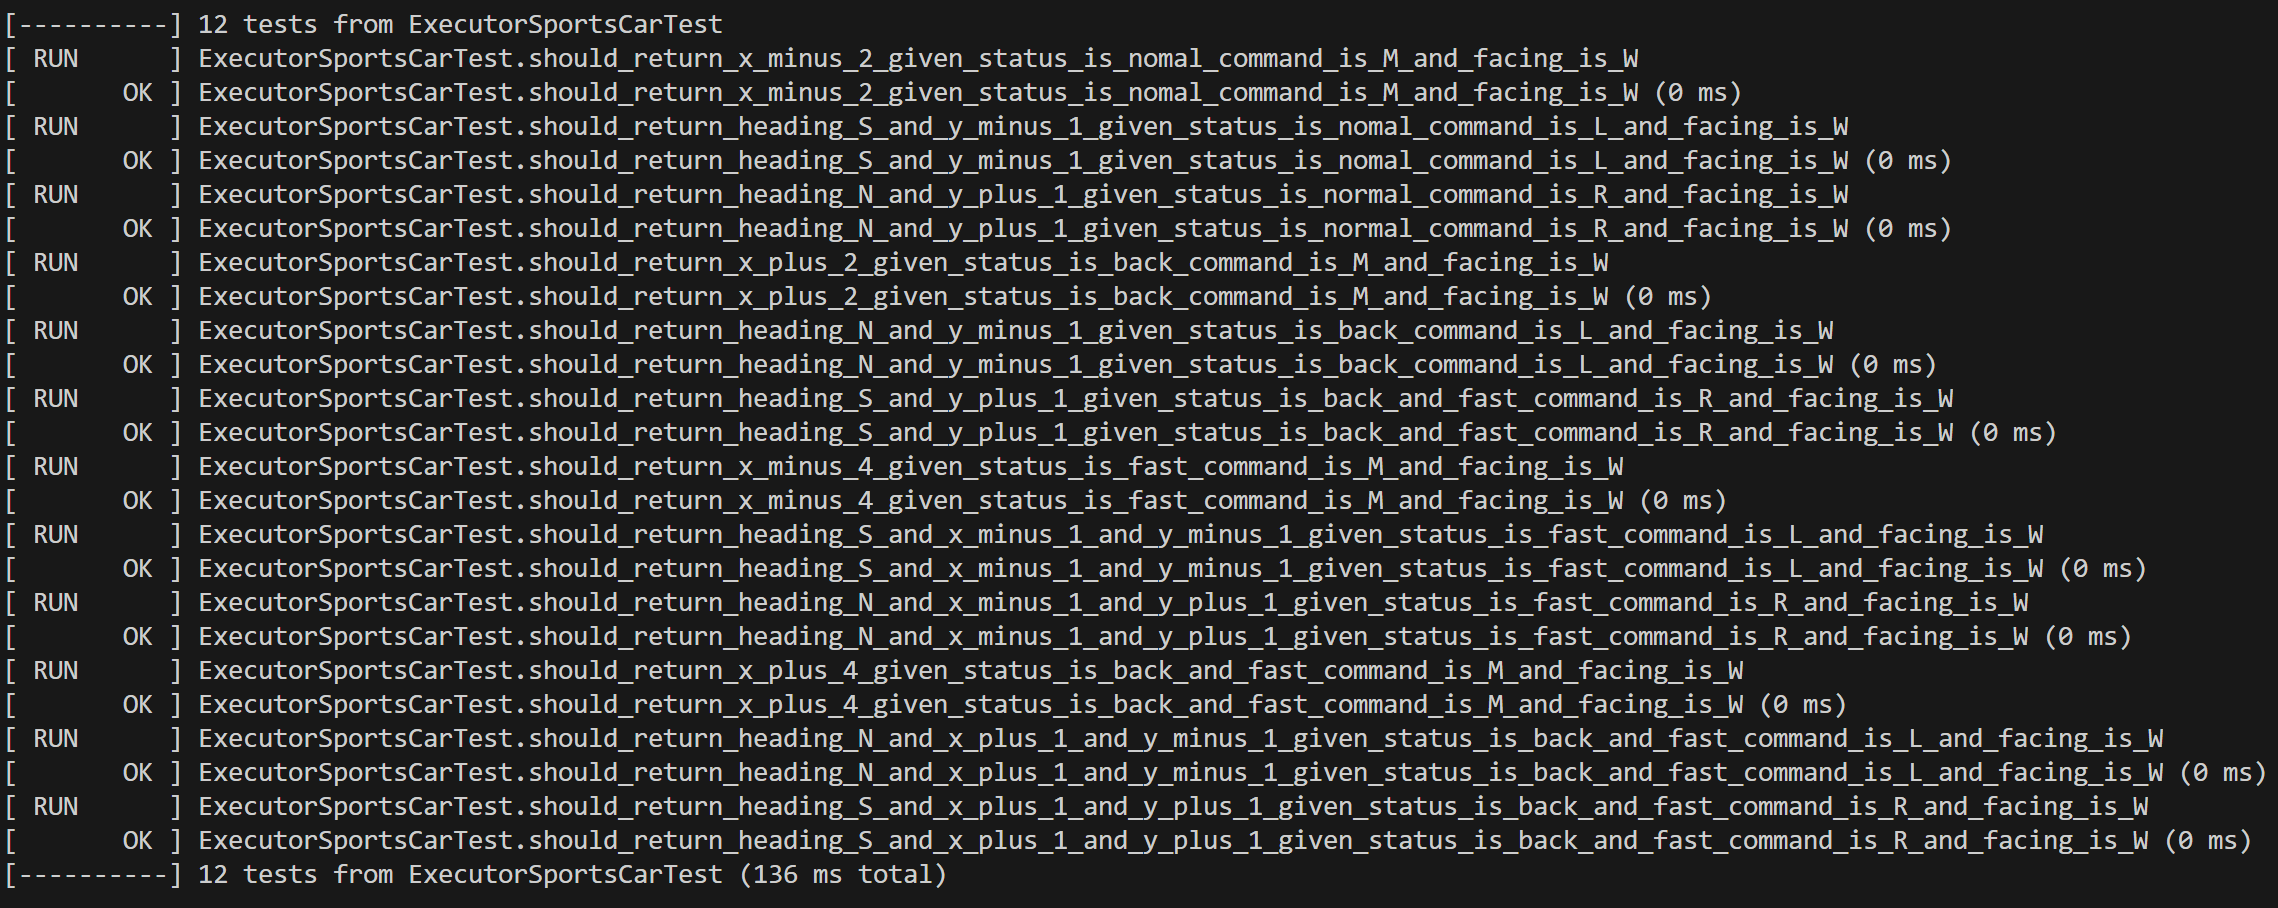 [----------] 12 tests from ExecutorSportsCarTest
[ RUN      ] ExecutorSportsCarTest.should_return_x_minus_2_given_status_is_nomal_command_is_M_and_facing_is_W
[       OK ] ExecutorSportsCarTest.should_return_x_minus_2_given_status_is_nomal_command_is_M_and_facing_is_W (0 ms)
[ RUN      ] ExecutorSportsCarTest.should_return_heading_S_and_y_minus_1_given_status_is_nomal_command_is_L_and_facing_is_W
[       OK ] ExecutorSportsCarTest.should_return_heading_S_and_y_minus_1_given_status_is_nomal_command_is_L_and_facing_is_W (0 ms)
[ RUN      ] ExecutorSportsCarTest.should_return_heading_N_and_y_plus_1_given_status_is_normal_command_is_R_and_facing_is_W
[       OK ] ExecutorSportsCarTest.should_return_heading_N_and_y_plus_1_given_status_is_normal_command_is_R_and_facing_is_W (0 ms)
[ RUN      ] ExecutorSportsCarTest.should_return_x_plus_2_given_status_is_back_command_is_M_and_facing_is_W
[       OK ] ExecutorSportsCarTest.should_return_x_plus_2_given_status_is_back_command_is_M_and_facing_is_W (0 ms)
[ RUN      ] ExecutorSportsCarTest.should_return_heading_N_and_y_minus_1_given_status_is_back_command_is_L_and_facing_is_W
[       OK ] ExecutorSportsCarTest.should_return_heading_N_and_y_minus_1_given_status_is_back_command_is_L_and_facing_is_W (0 ms)
[ RUN      ] ExecutorSportsCarTest.should_return_heading_S_and_y_plus_1_given_status_is_back_and_fast_command_is_R_and_facing_is_W
[       OK ] ExecutorSportsCarTest.should_return_heading_S_and_y_plus_1_given_status_is_back_and_fast_command_is_R_and_facing_is_W (0 ms)
[ RUN      ] ExecutorSportsCarTest.should_return_x_minus_4_given_status_is_fast_command_is_M_and_facing_is_W
[       OK ] ExecutorSportsCarTest.should_return_x_minus_4_given_status_is_fast_command_is_M_and_facing_is_W (0 ms)
[ RUN      ] ExecutorSportsCarTest.should_return_heading_S_and_x_minus_1_and_y_minus_1_given_status_is_fast_command_is_L_and_facing_is_W
[       OK ] ExecutorSportsCarTest.should_return_heading_S_and_x_minus_1_and_y_minus_1_given_status_is_fast_command_is_L_and_facing_is_W (0 ms)
[ RUN      ] ExecutorSportsCarTest.should_return_heading_N_and_x_minus_1_and_y_plus_1_given_status_is_fast_command_is_R_and_facing_is_W
[       OK ] ExecutorSportsCarTest.should_return_heading_N_and_x_minus_1_and_y_plus_1_given_status_is_fast_command_is_R_and_facing_is_W (0 ms)
[ RUN      ] ExecutorSportsCarTest.should_return_x_plus_4_given_status_is_back_and_fast_command_is_M_and_facing_is_W
[       OK ] ExecutorSportsCarTest.should_return_x_plus_4_given_status_is_back_and_fast_command_is_M_and_facing_is_W (0 ms)
[ RUN      ] ExecutorSportsCarTest.should_return_heading_N_and_x_plus_1_and_y_minus_1_given_status_is_back_and_fast_command_is_L_and_facing_is_W
[       OK ] ExecutorSportsCarTest.should_return_heading_N_and_x_plus_1_and_y_minus_1_given_status_is_back_and_fast_command_is_L_and_facing_is_W (0 ms)
[ RUN      ] ExecutorSportsCarTest.should_return_heading_S_and_x_plus_1_and_y_plus_1_given_status_is_back_and_fast_command_is_R_and_facing_is_W
[       OK ] ExecutorSportsCarTest.should_return_heading_S_and_x_plus_1_and_y_plus_1_given_status_is_back_and_fast_command_is_R_and_facing_is_W (0 ms)
[----------] 12 tests from ExecutorSportsCarTest (136 ms total)